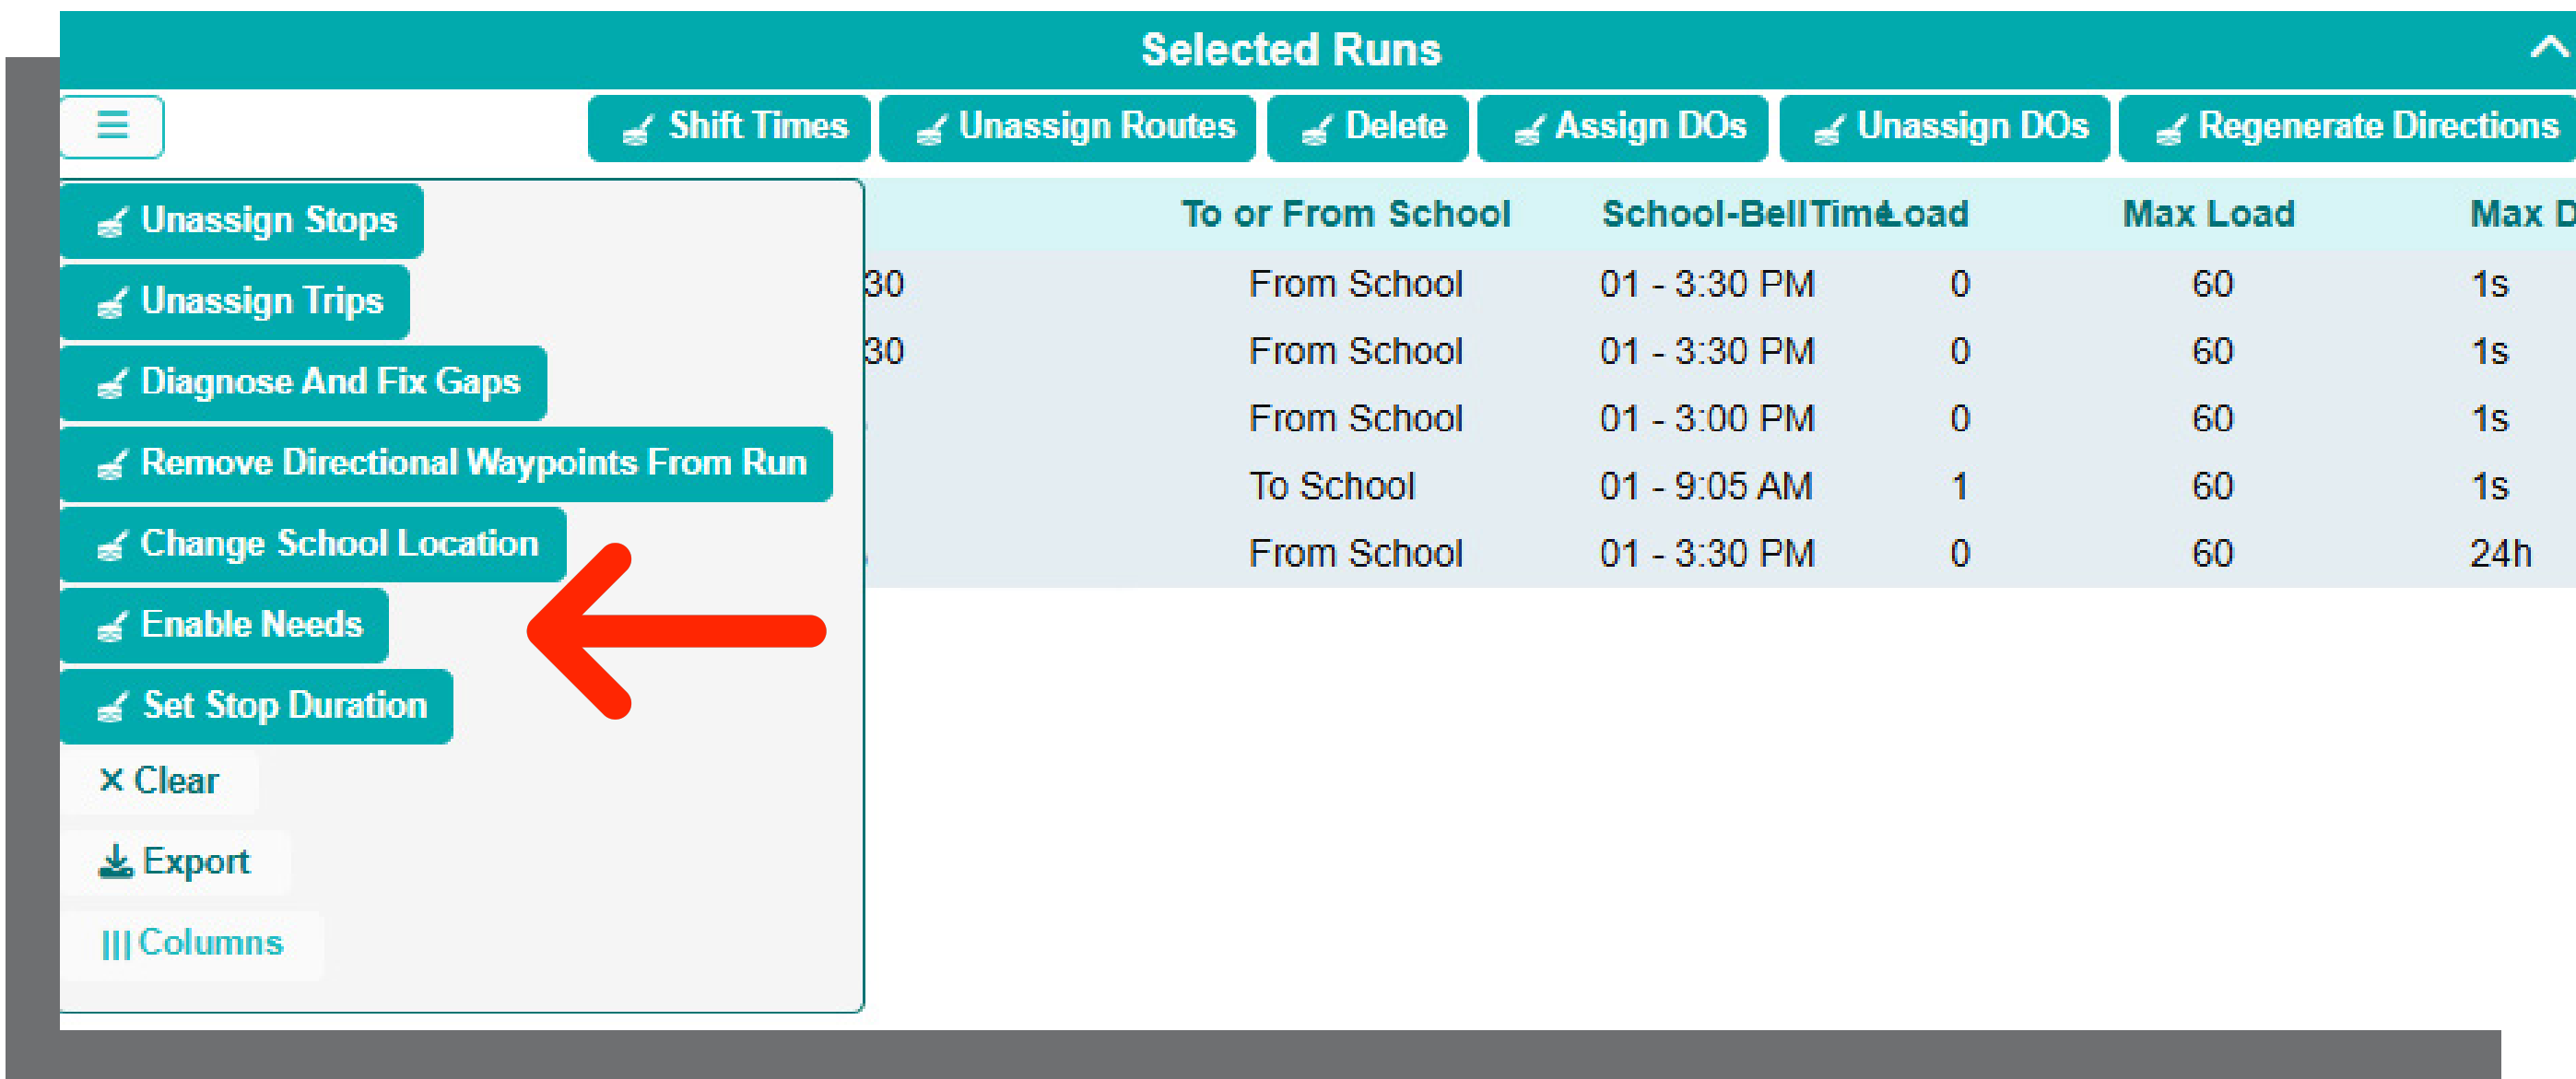 Selected Runs
Shift Times Unassign Routes Delete Assign DOs Unassign DOs Regenerate Directions
Unassign Stops
Unassign Trips
Diagnose And Fix Gaps
Remove Directional Waypoints From Run
Change School Location
Enable Needs
Set Stop Duration
Clear
Export
Columns
To or From School School-BellTime Load Max Load Max D
30 From School 01 - 3:30 PM 0 60 1s
30 From School 01 - 3:30 PM 0 60 1s
From School 01 - 3:00 PM 0 60 1s
To School 01 - 9:05 AM 1 60 1s
From School 01 - 3:30 PM 0 60 24h